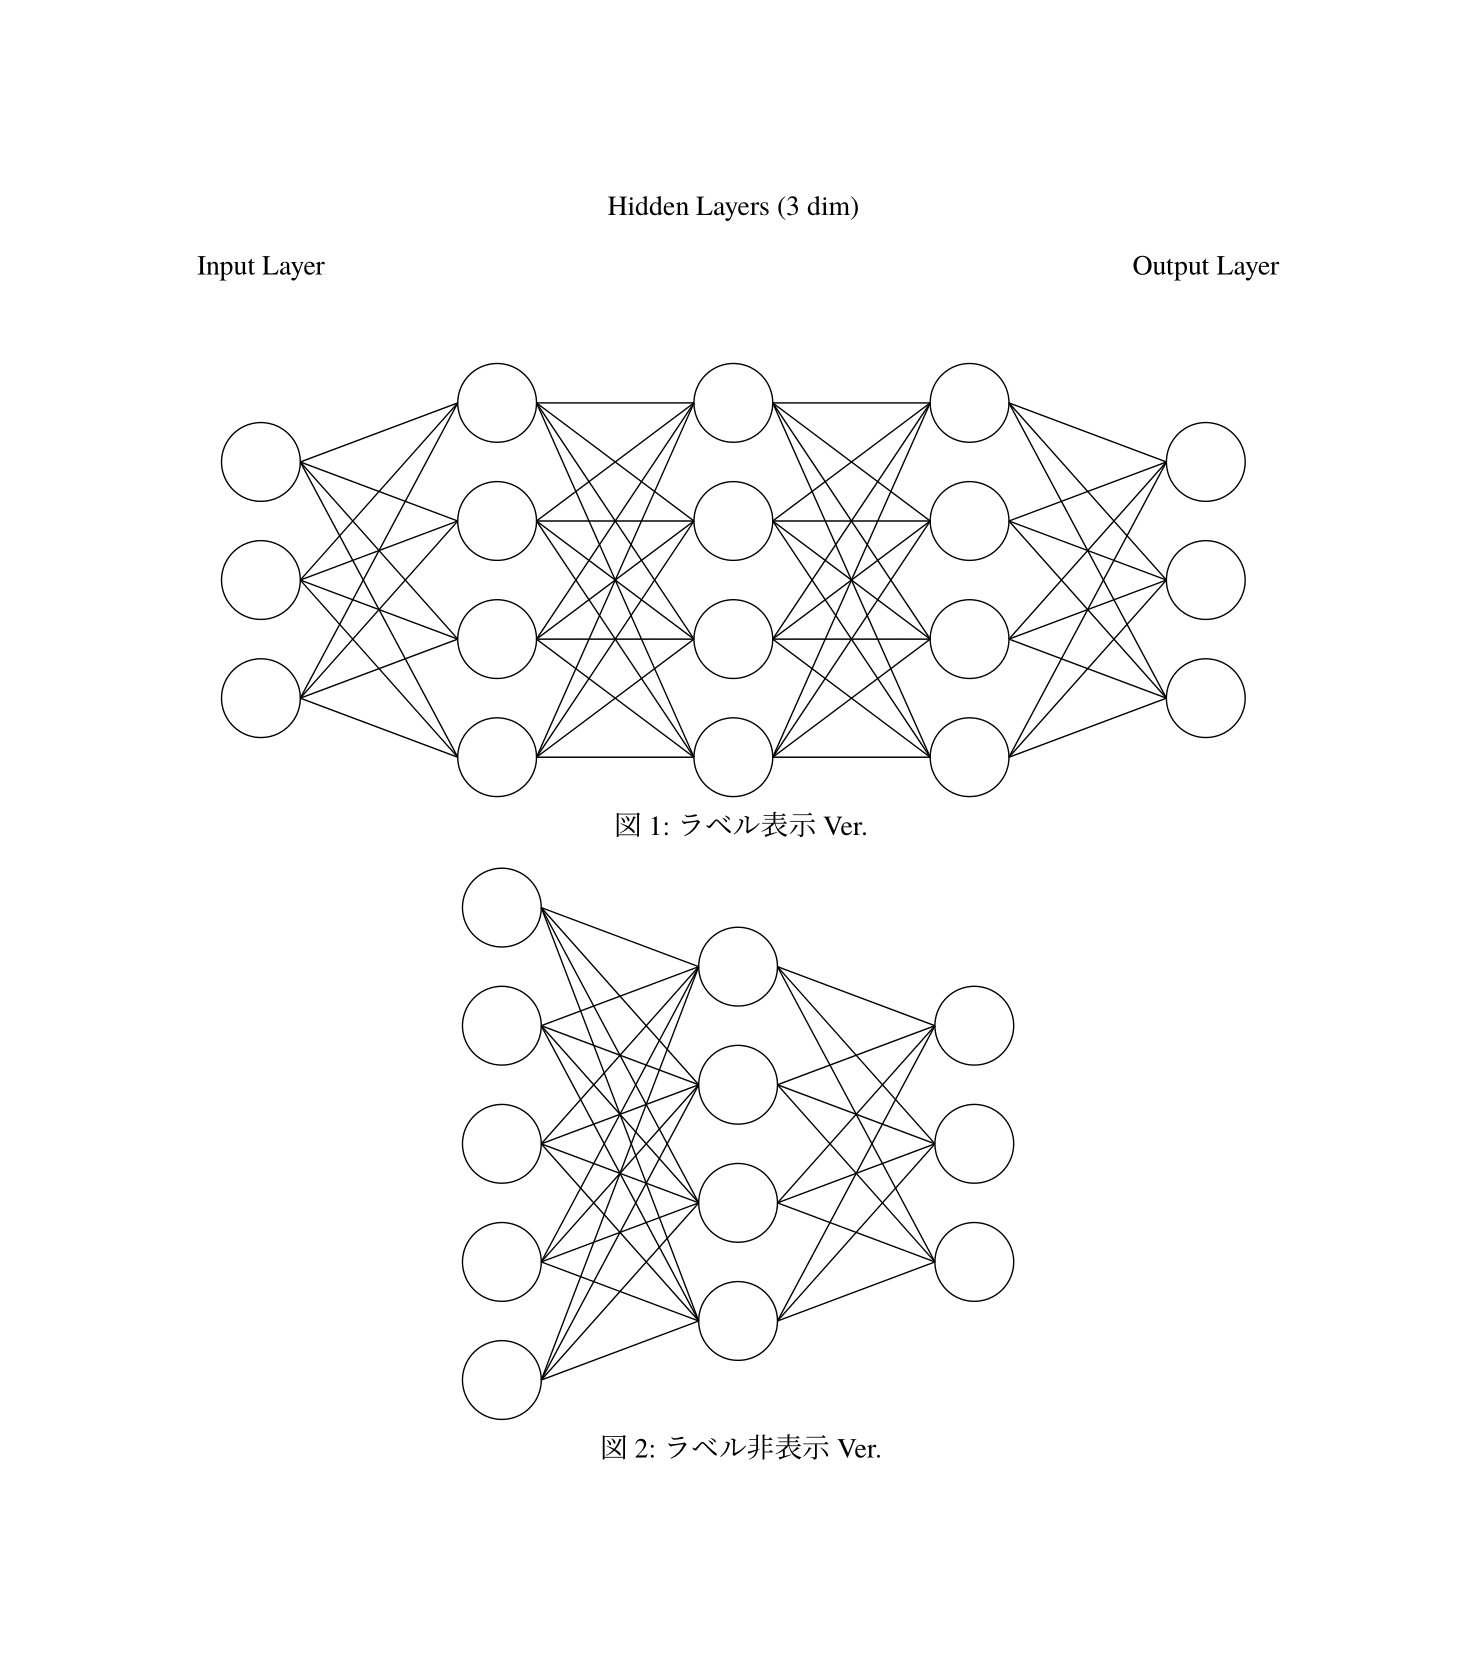 Hidden Layers (3 dim)
Input Layer
Output Layer
図 1: ラベル表示 Ver.
図 2: ラベル非表示 Ver.